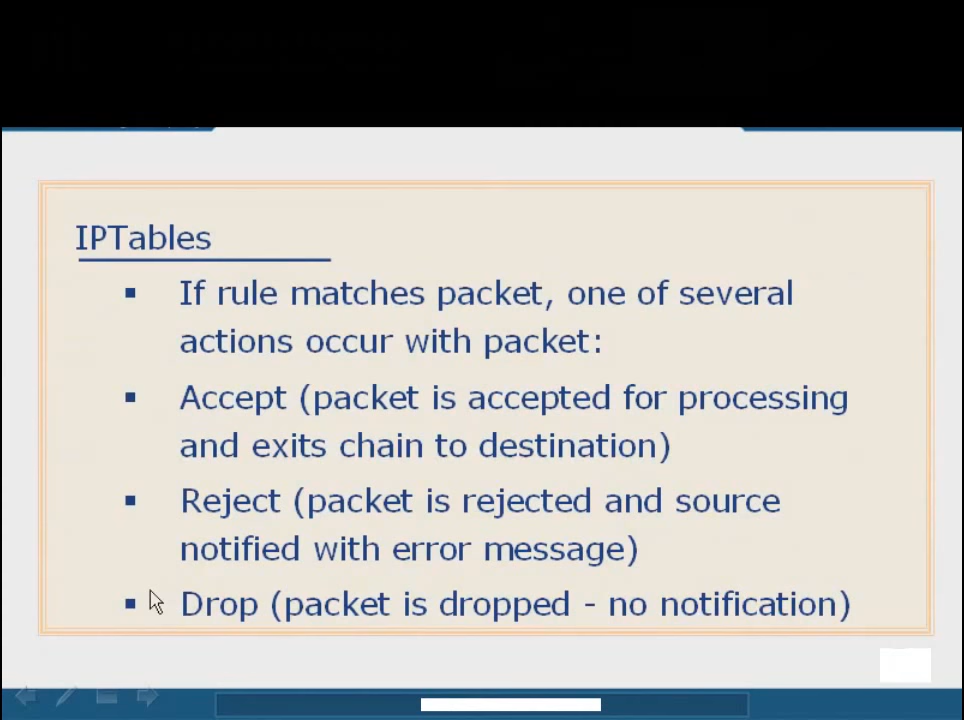 IPTables
▪ If rule matches packet, one of several
actions occur with packet:
▪ Accept (packet is accepted for processing
and exits chain to destination)
▪ Reject (packet is rejected and source
notified with error message)
▪ Drop (packet is dropped - no notification)